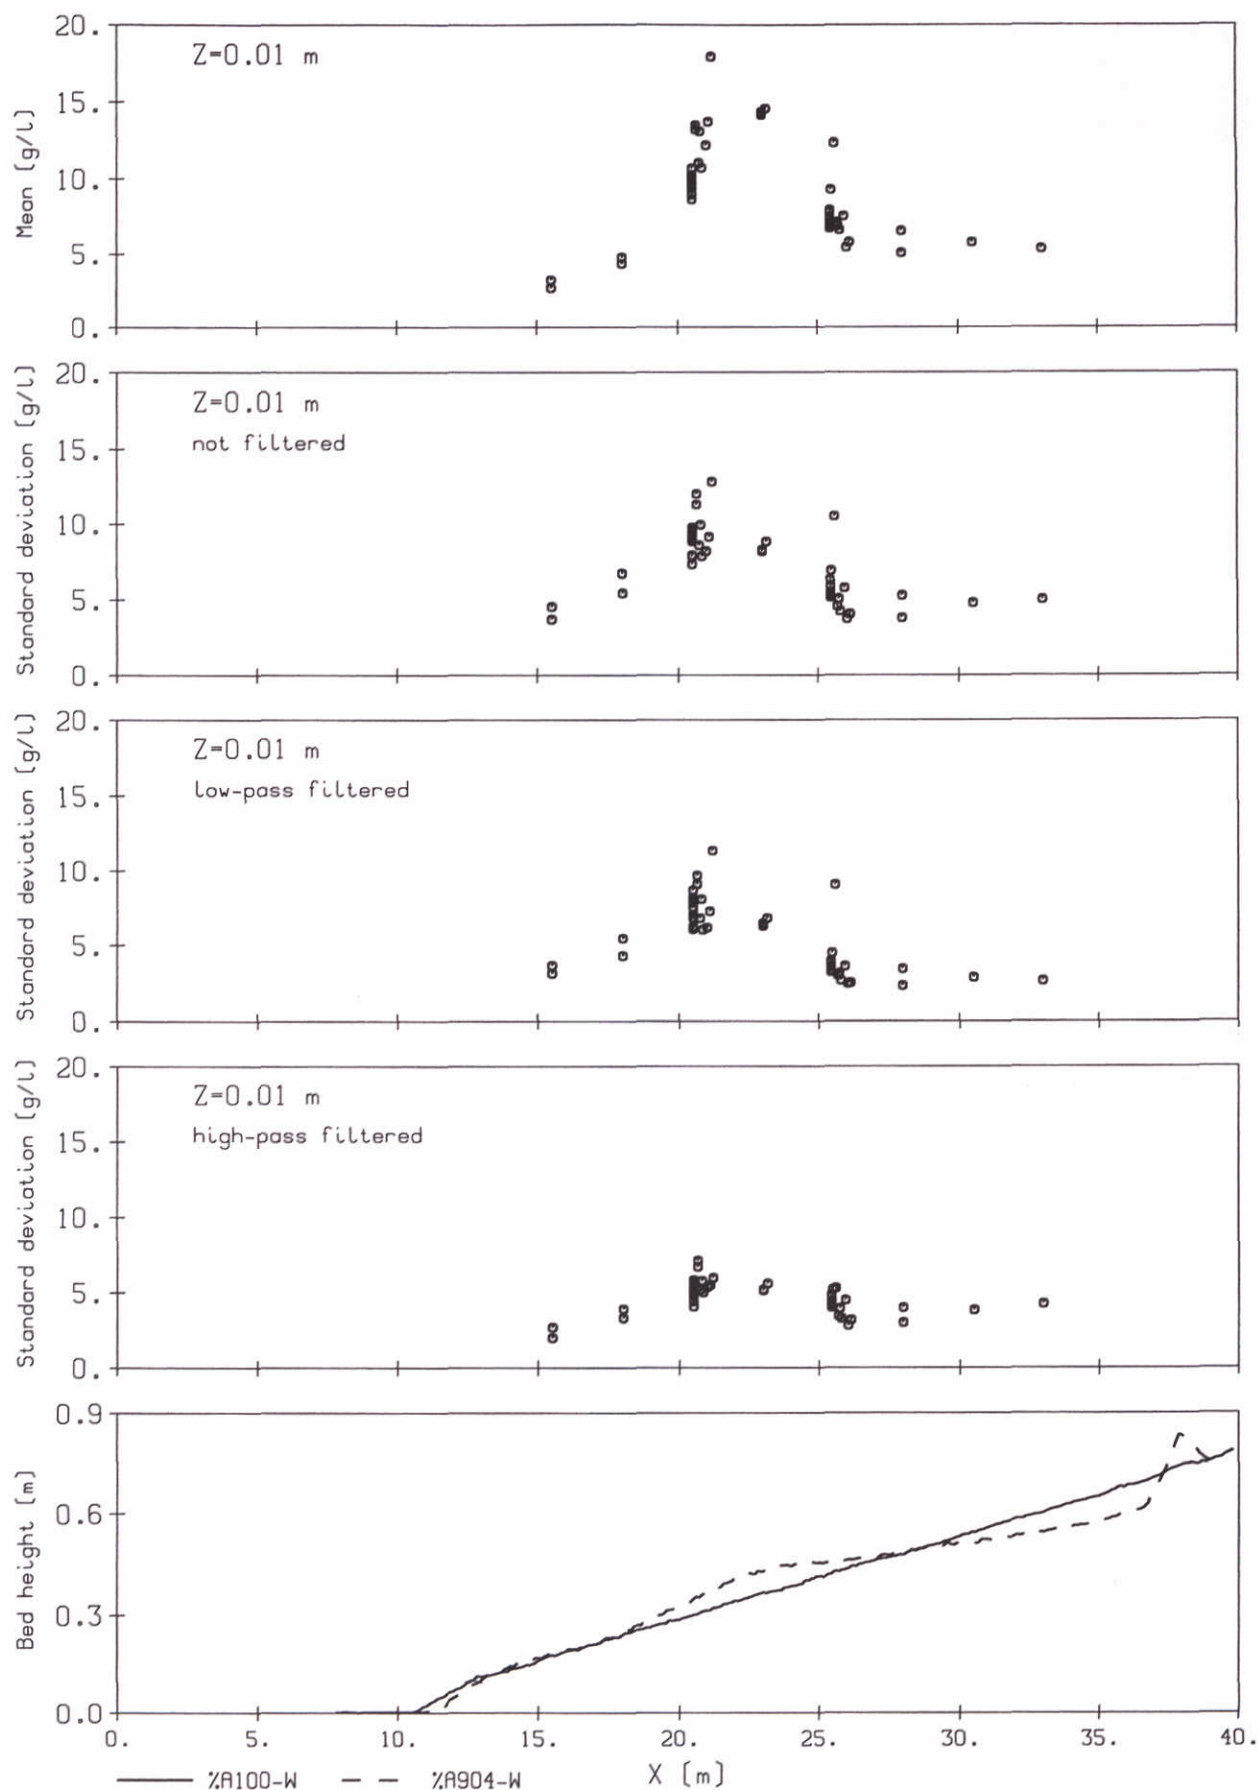 20.
Z=0.01 m
15.
Mean [g/l]
10.
5.
0.
20.
Z=0.01 m
not filtered
15.
Standard deviation [g/l]
10.
5.
0.
20.
Z=0.01 m
low-pass filtered
15.
Standard deviation [g/l]
10.
5.
0.
20.
Z=0.01 m
high-pass filtered
15.
Standard deviation [g/l]
10.
5.
0.
0.9
Bed height [m]
0.6
0.3
0.0
0. 5. 10. 15. 20. 25. 30. 35. 40.
%A100-W %A904-W X [m]